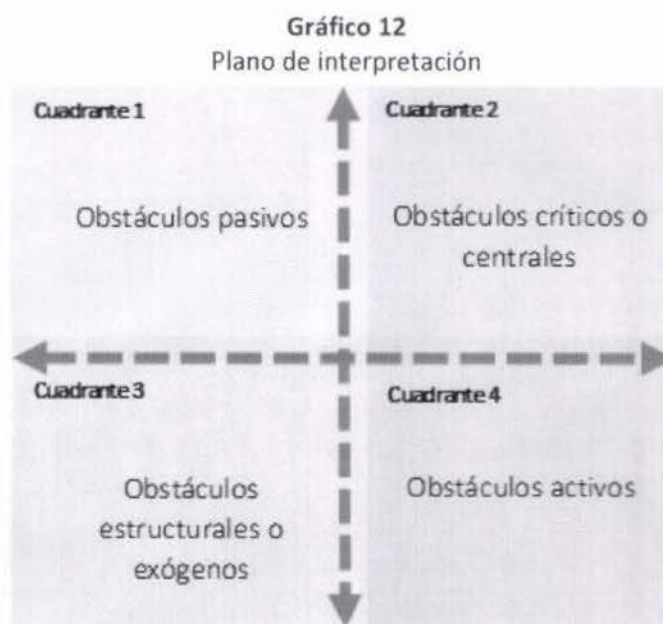 Gráfico 12
Plano de interpretación
Cuadrante 1
Obstáculos pasivos
Cuadrante 2
Obstáculos críticos o
centrales
Cuadrante 3
Obstáculos
estructurales o
exógenos
Cuadrante 4
Obstáculos activos